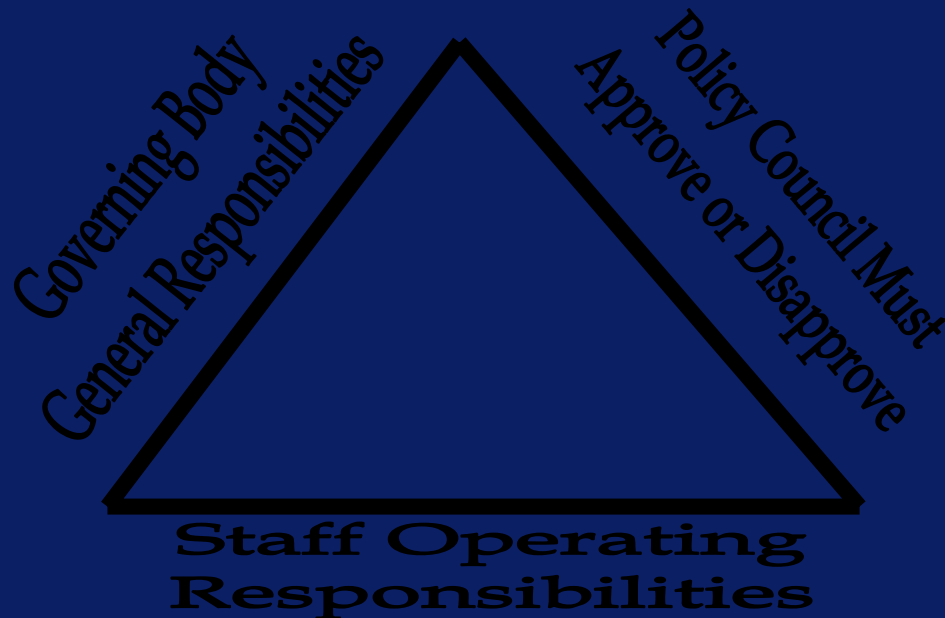 Governing Body
General Responsibilities
Policy Council Must
Approve or Disapprove
Staff Operating
Responsibilities